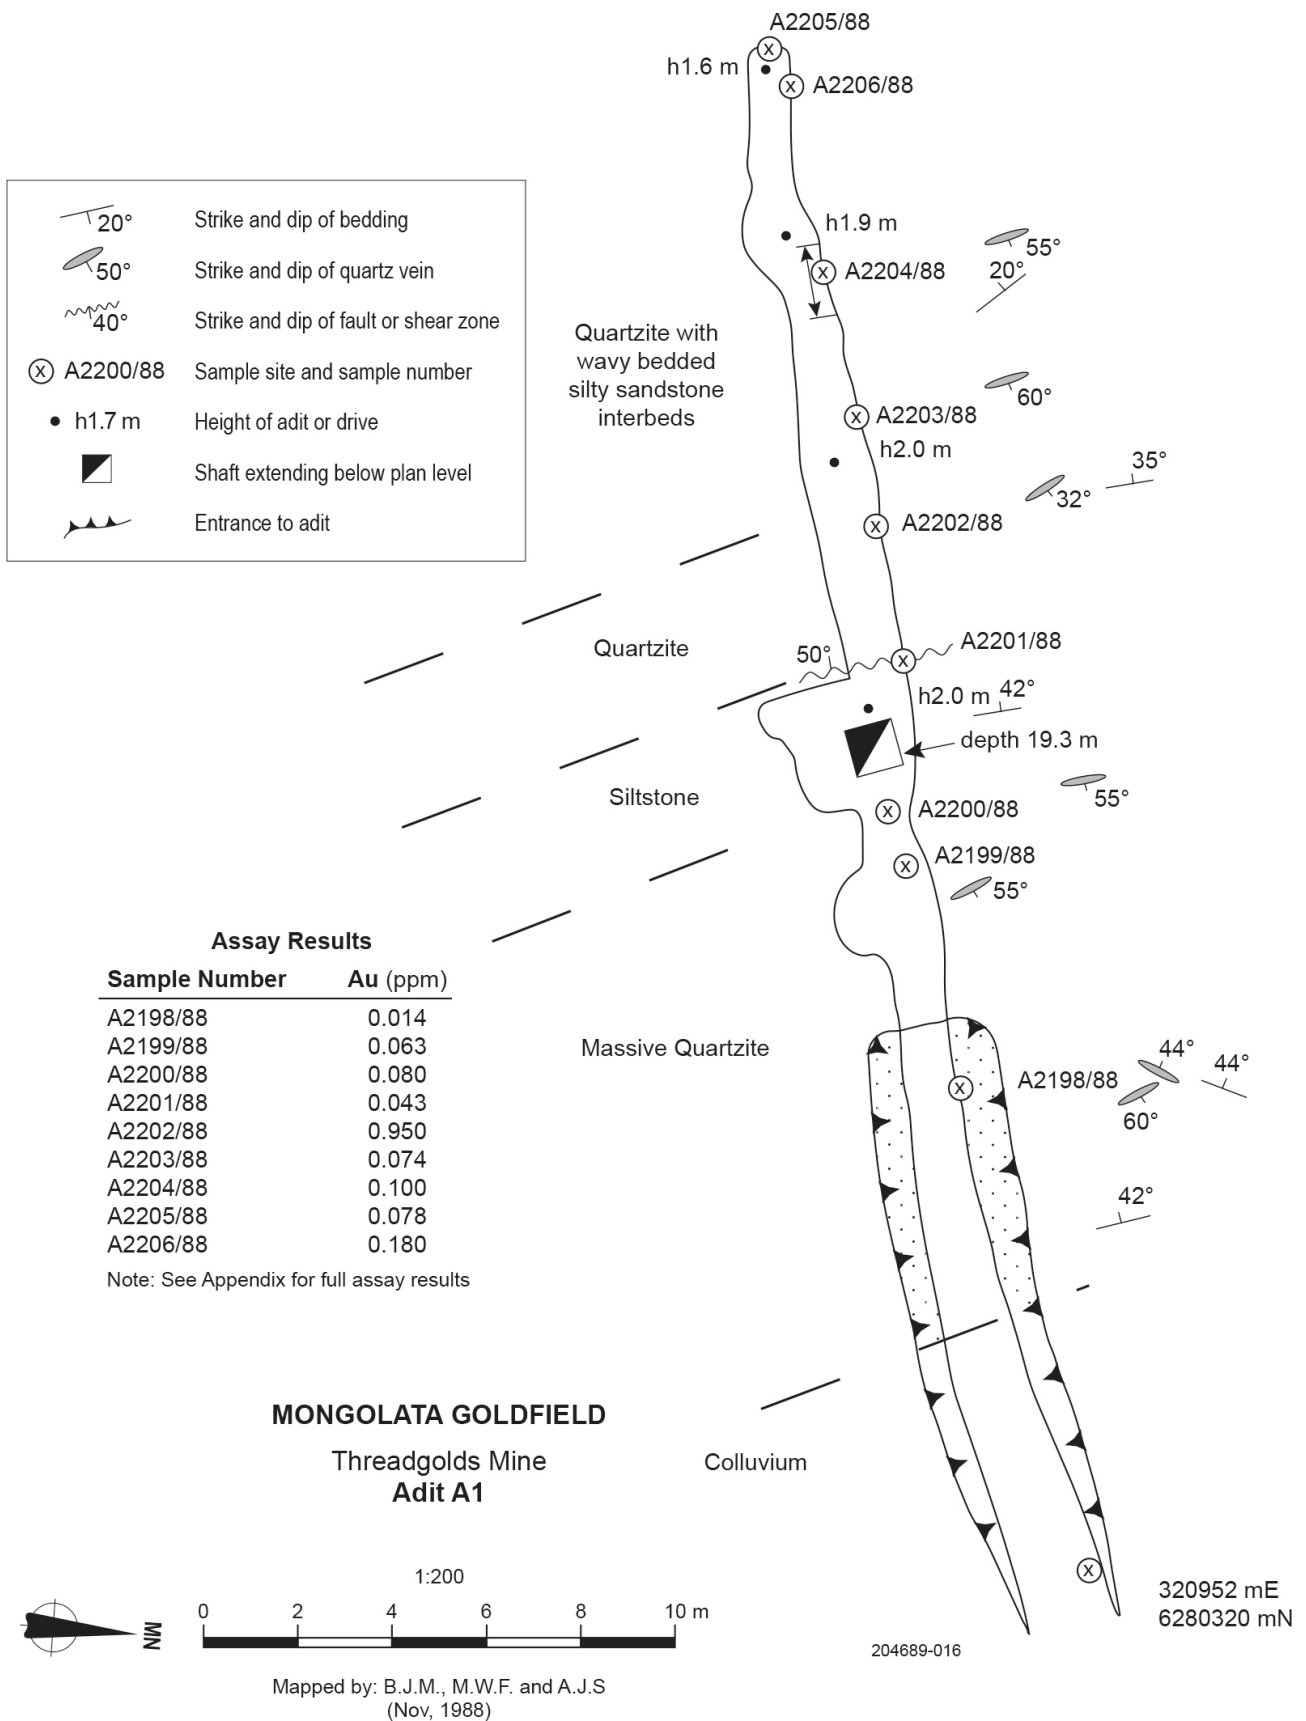 A2205/88
h1.6 m
A2206/88
20° Strike and dip of bedding
50° Strike and dip of quartz vein
40° Strike and dip of fault or shear zone
x A2200/88 Sample site and sample number
h1.7 m Height of adit or drive
Shaft extending below plan level
Entrance to adit
h1.9 m
x A2204/88
55°
20°
Quartzite with
wavy bedded
silty sandstone
interbeds
60°
x A2203/88
h2.0 m
35°
32°
x A2202/88
Quartzite
50°
x A2201/88
h2.0 m 42°
depth 19.3 m
Siltstone
55°
x A2200/88
x A2199/88
55°
Assay Results
Sample Number Au (ppm)
A2198/88 0.014
A2199/88 0.063
A2200/88 0.080
A2201/88 0.043
A2202/88 0.950
A2203/88 0.074
A2204/88 0.100
A2205/88 0.078
A2206/88 0.180
Note: See Appendix for full assay results
Massive Quartzite
x A2198/88
44°
44°
60°
42°
MONGOLATA GOLDFIELD
Threadgolds Mine
Adit A1
Colluvium
x
1:200
0 2 4 6 8 10 m
MN
320952 mE
6280320 mN
204689-016
Mapped by: B.J.M., M.W.F. and A.J.S
(Nov, 1988)